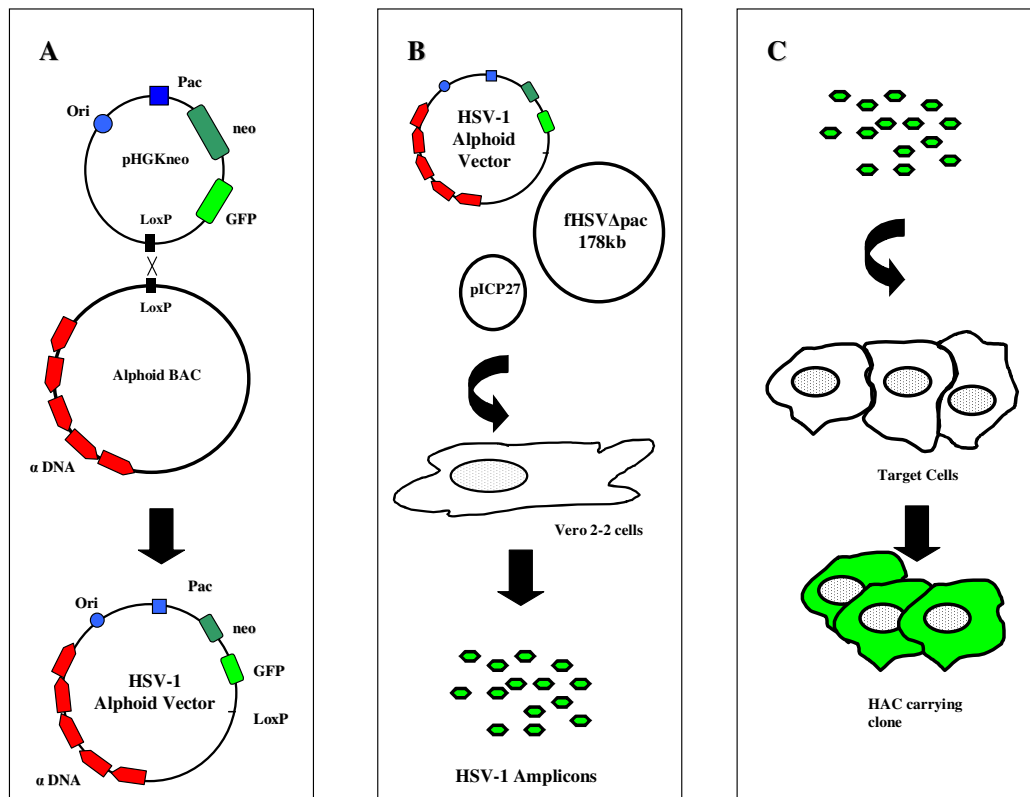 A
Pac
Ori
neo
pHGKneo
LoxP
GFP
LoxP
Alphoid BAC
α DNA
Pac
Ori
neo
GFP
HSV-1
Alphoid Vector
LoxP
α DNA
B
HSV-1
Alphoid
Vector
fHSVΔpac
178kb
pICP27
Vero 2-2 cells
HSV-1 Amplicons
C
Target Cells
HAC carrying
clone